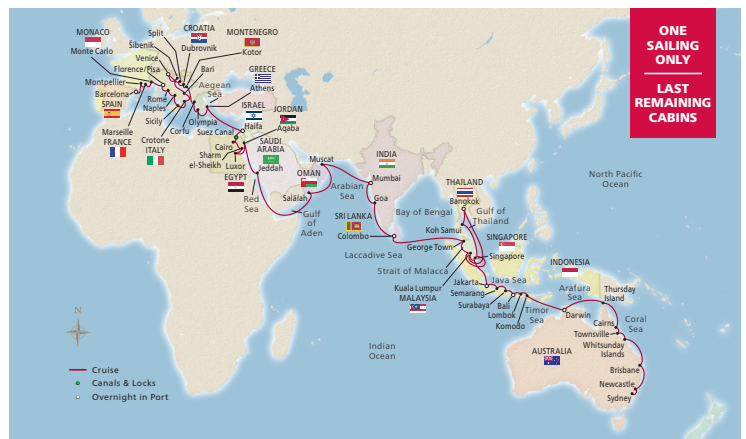 ONE
SAILING
ONLY
LAST
REMAINING
CABINS
MONACO
Monte Carlo
Split
Šibenik
Venice
Florence/Pisa
CROATIA
Dubrovnik
MONTENEGRO
Kotor
Bari
Aegean
Sea
GREECE
Athens
Montpellier
Barcelona
SPAIN
Marseille
FRANCE
Rome
Naples
Sicily
Crotone
ITALY
Corfu
Olympia
Suez Canal
ISRAEL
Haifa
JORDAN
Aqaba
Cairo
Sharm
el-Sheikh
Luxor
EGYPT
SAUDI
ARABIA
Jeddah
Red
Sea
OMAN
Muscat
Salālah
Gulf
of
Aden
Arabian
Sea
INDIA
Mumbai
Goa
SRI LANKA
Colombo
Laccadive Sea
Bay of Bengal
THAILAND
Bangkok
Gulf of
Thailand
Koh Samui
George Town
SINGAPORE
Singapore
Strait of Malacca
Kuala Lumpur
MALAYSIA
INDONESIA
Java Sea
Jakarta
Semarang
Surabaya
Bali
Lombok
Komodo
Timor
Sea
Arafura
Sea
Thursday
Island
Darwin
Coral
Sea
Cairns
Townsville
Whitsunday
Islands
AUSTRALIA
Brisbane
Newcastle
Sydney
North Pacific
Ocean
Indian
Ocean
N
Cruise
Canals & Locks
Overnight in Port